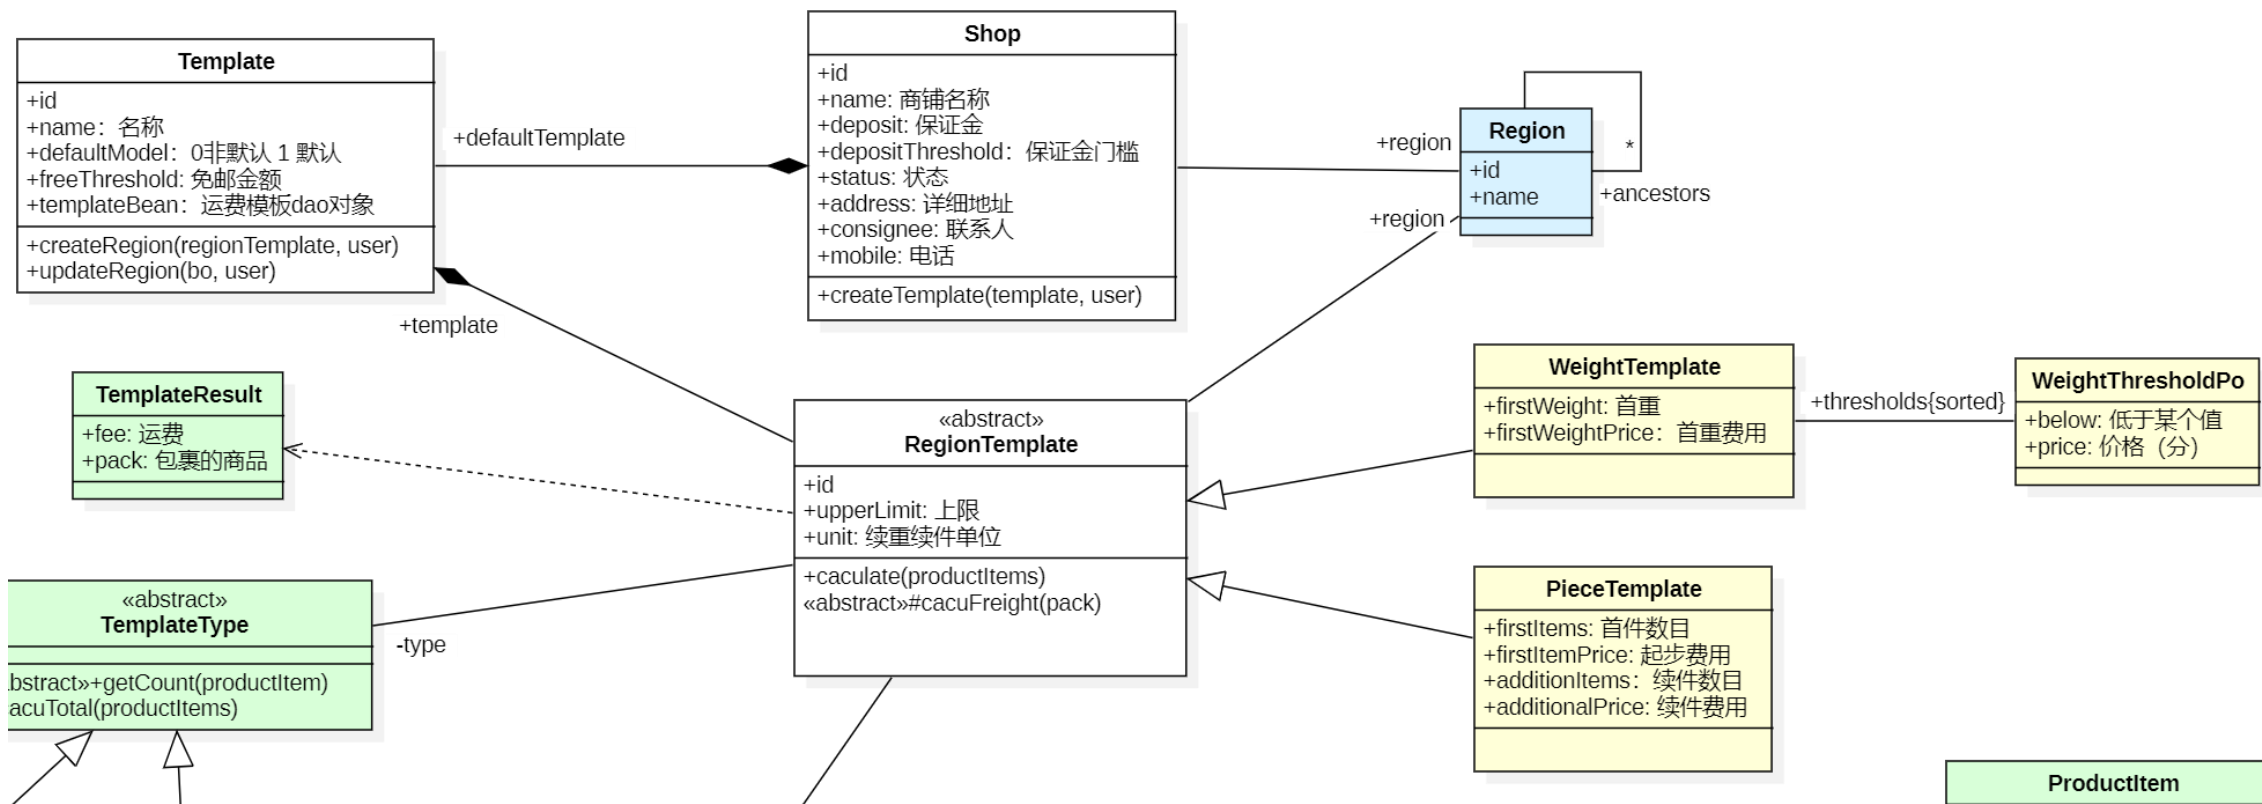 Template
+id
+name：名称
+defaultModel：0非默认 1 默认
+freeThreshold: 免邮金额
+templateBean：运费模板dao对象
+createRegion(regionTemplate, user)
+updateRegion(bo, user)
+defaultTemplate
+template
Shop
+id
+name: 商铺名称
+deposit: 保证金
+depositThreshold：保证金门槛
+status: 状态
+address: 详细地址
+consignee: 联系人
+mobile: 电话
+createTemplate(template, user)
+region
Region
+id
+name
*
+ancestors
+region
TemplateResult
+fee: 运费
+pack: 包裹的商品
«abstract»
RegionTemplate
+id
+upperLimit: 上限
+unit: 续重续件单位
+caculate(productItems)
«abstract»#cacuFreight(pack)
WeightTemplate
+firstWeight: 首重
+firstWeightPrice：首重费用
+thresholds{sorted}
WeightThresholdPo
+below: 低于某个值
+price: 价格（分）
«abstract»
TemplateType
bstract»+getCount(productItem)
acuTotal(productItems)
-type
PieceTemplate
+firstItems: 首件数目
+firstItemPrice: 起步费用
+additionItems：续件数目
+additionalPrice: 续件费用
ProductItem